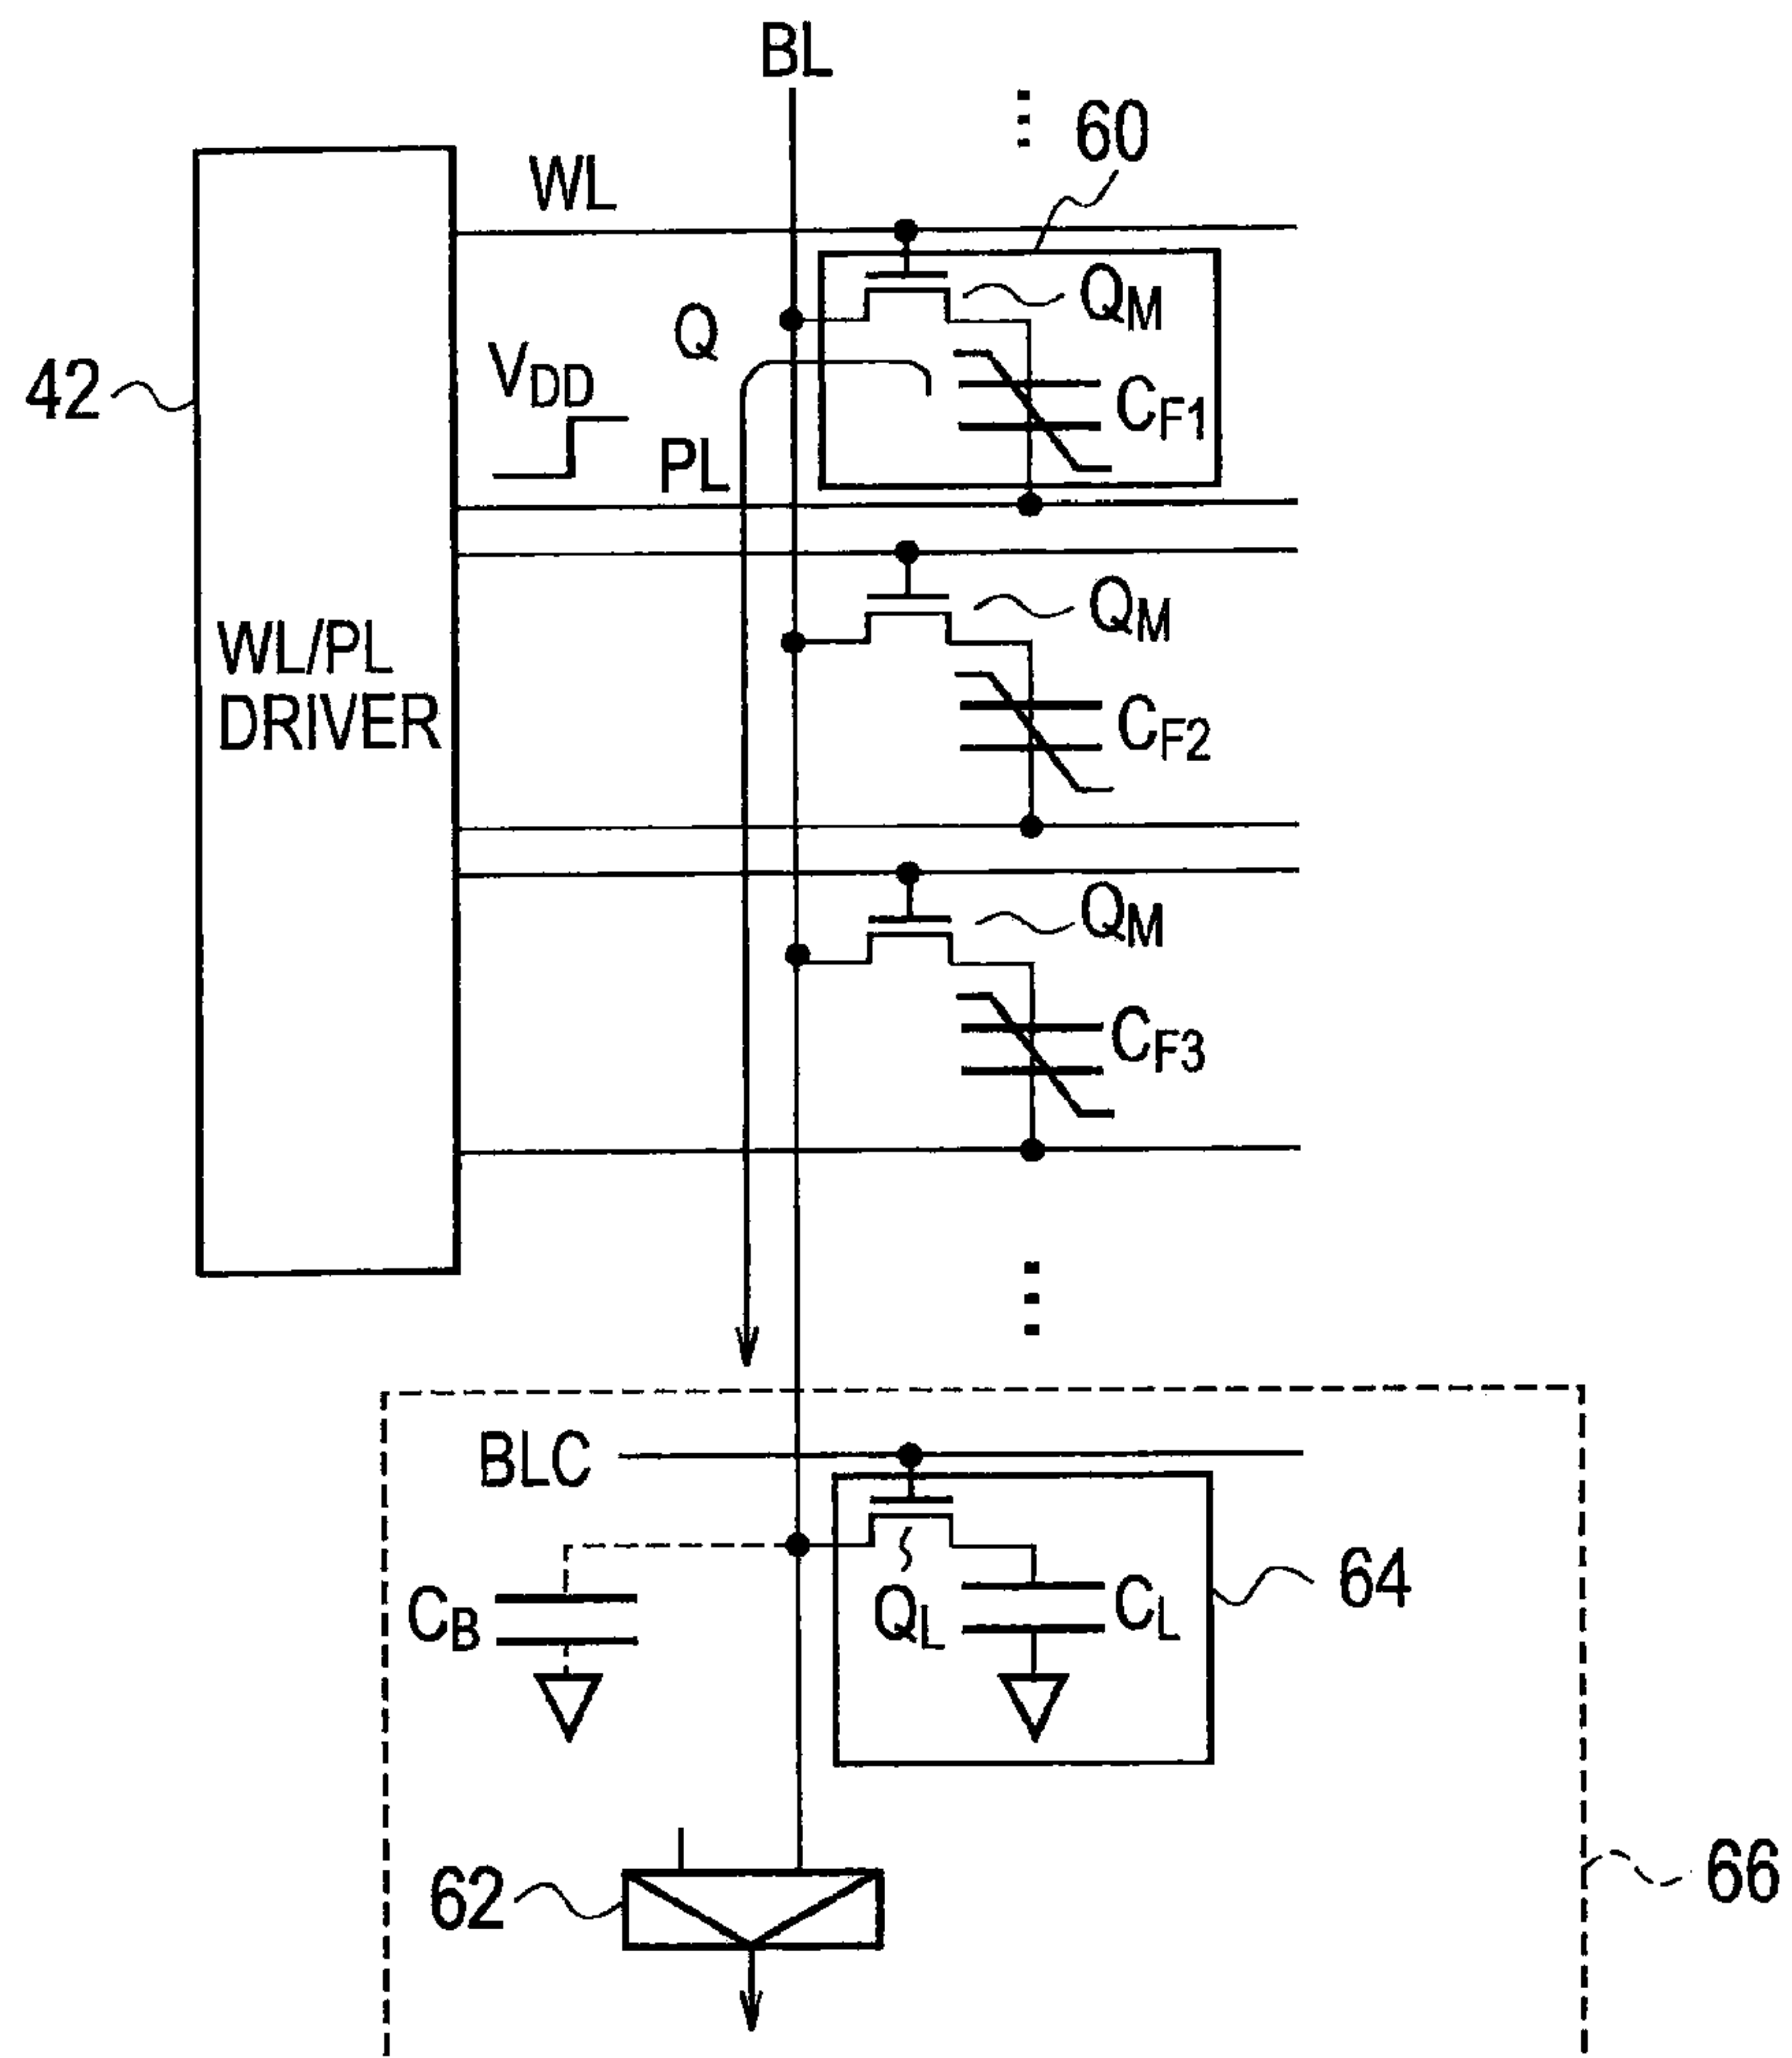 BL
60
WL
Q_M
Q
V_DD
42
C_F1
PL
Q_M
WL/PL
DRIVER
C_F2
Q_M
C_F3
BLC
64
C_B
Q_L
C_L
62
66